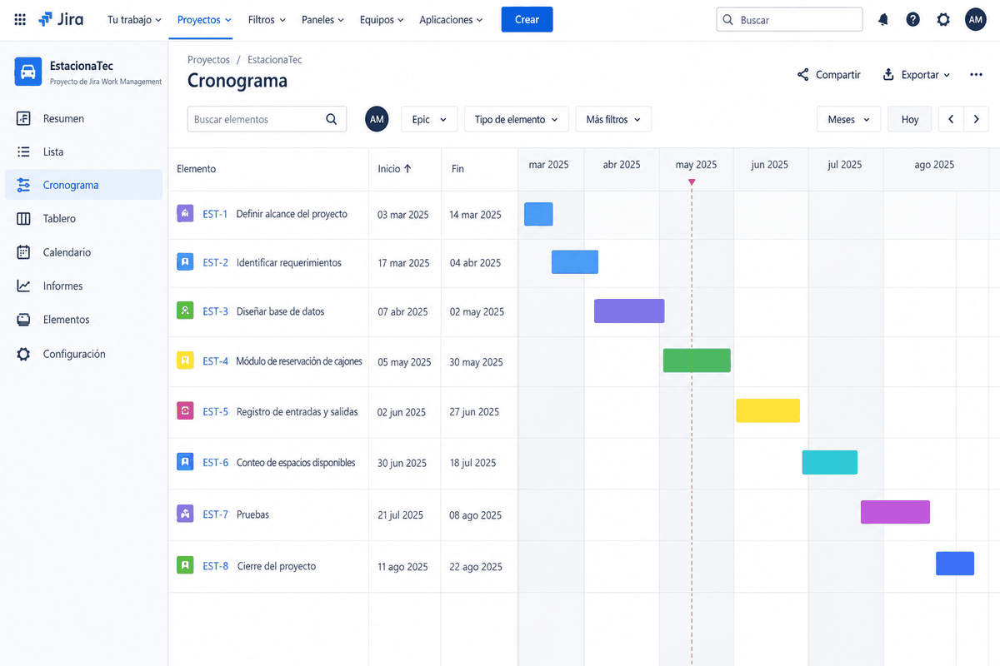 Jira Tu trabajo Proyectos Filtros Paneles Equipos Aplicaciones Crear Buscar AM
EstacionaTec
Proyecto de Jira Work Management
Resumen
Lista
Cronograma
Tablero
Calendario
Informes
Elementos
Configuración
Proyectos / EstacionaTec
Cronograma
Compartir Exportar
Buscar elementos AM Epic Tipo de elemento Más filtros Meses Hoy
Elemento Inicio Fin mar 2025 abr 2025 may 2025 jun 2025 jul 2025 ago 2025
EST-1 Definir alcance del proyecto 03 mar 2025 14 mar 2025
EST-2 Identificar requerimientos 17 mar 2025 04 abr 2025
EST-3 Diseñar base de datos 07 abr 2025 02 may 2025
EST-4 Módulo de reservación de cajones 05 may 2025 30 may 2025
EST-5 Registro de entradas y salidas 02 jun 2025 27 jun 2025
EST-6 Conteo de espacios disponibles 30 jun 2025 18 jul 2025
EST-7 Pruebas 21 jul 2025 08 ago 2025
EST-8 Cierre del proyecto 11 ago 2025 22 ago 2025